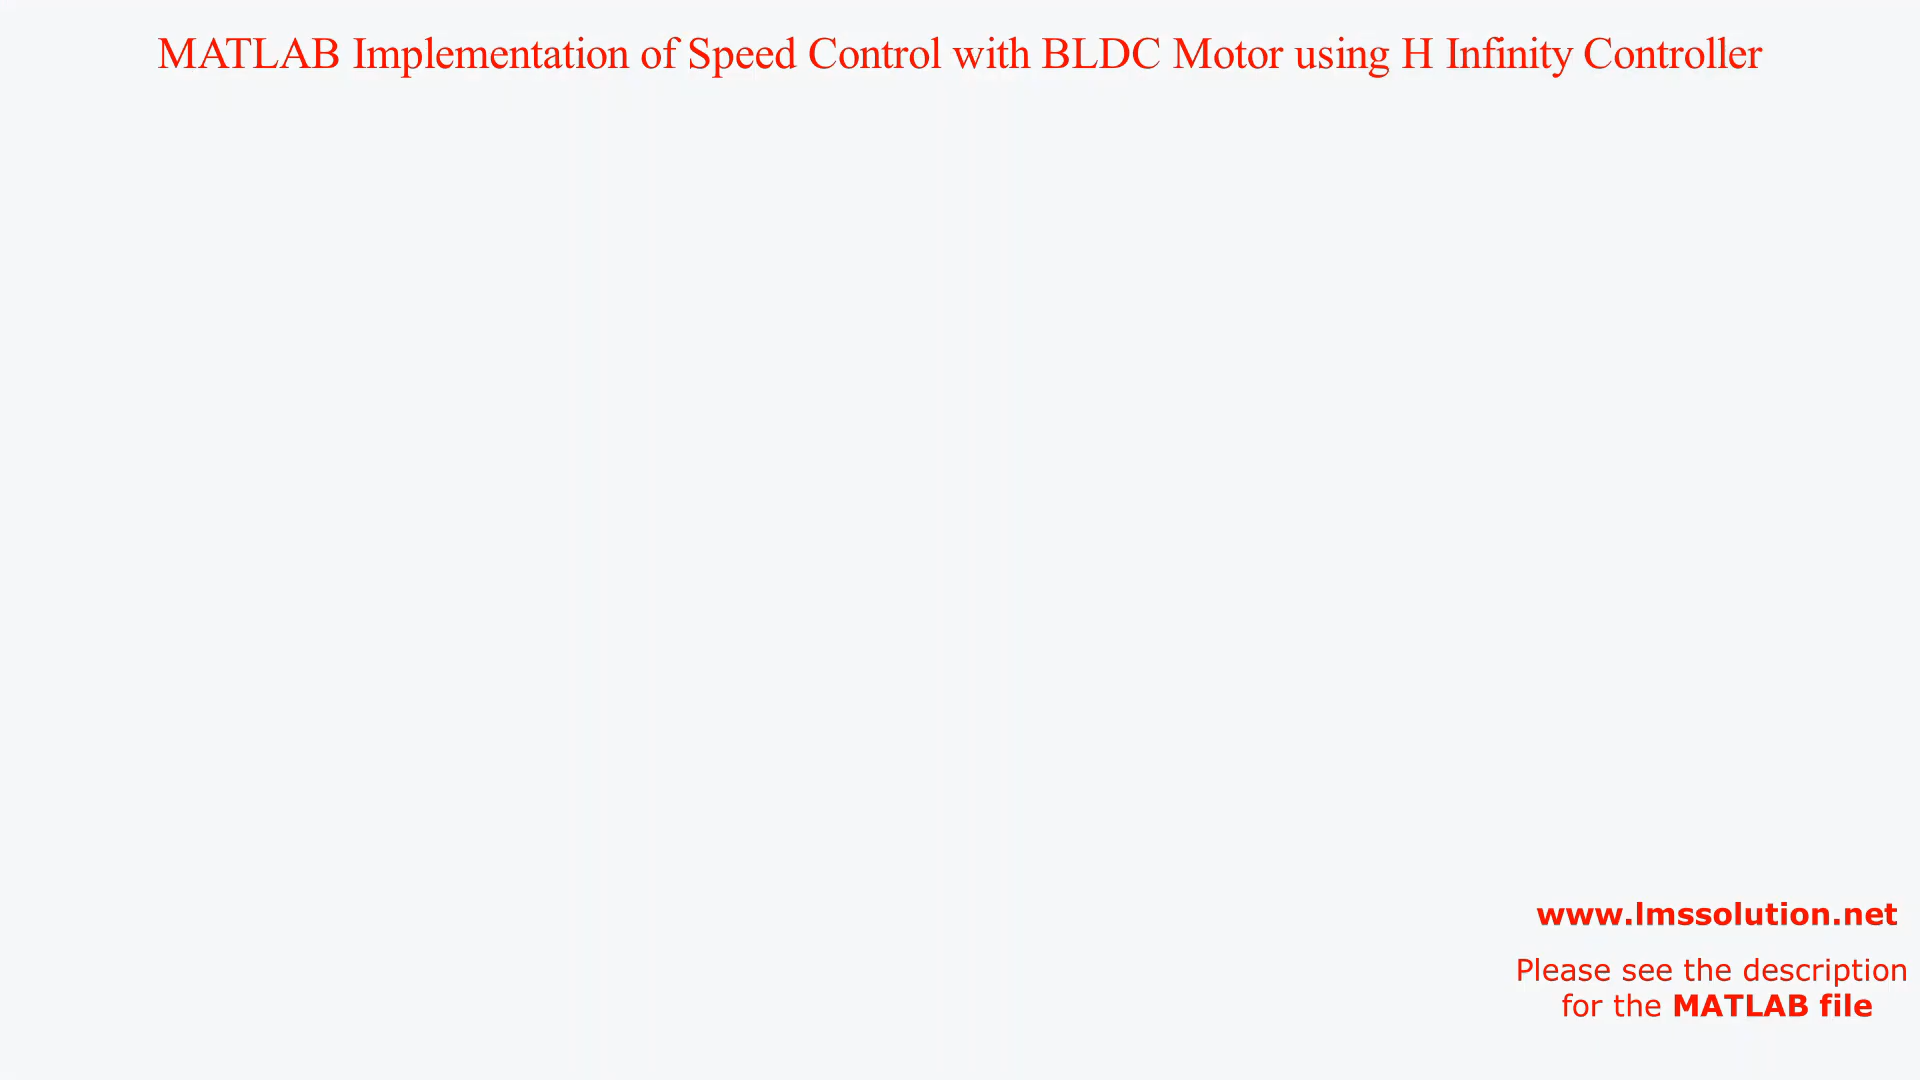 MATLAB Implementation of Speed Control with BLDC Motor using H Infinity Controller
www.lmssolution.net
Please see the description
for the MATLAB file